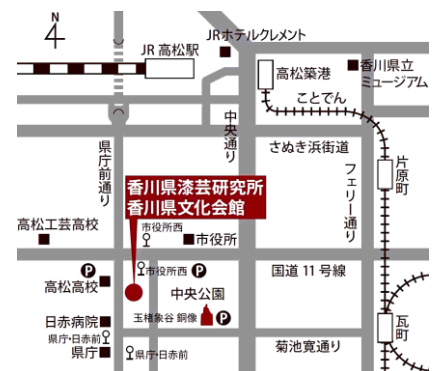 N
JRホテルクレメント
JR 高松駅
高松築港
香川県立
ミュージアム
ことでん
中央通り
さぬき浜街道
県庁前通り
フェリー通り
片原町
香川県漆芸研究所
香川県文化会館
高松工芸高校
市役所西
市役所
P
市役所西
P
国道 11 号線
高松高校
中央公園
日赤病院
玉楮象谷 銅像
P
瓦町
県庁・日赤前
県庁
県庁・日赤前
菊池寛通り